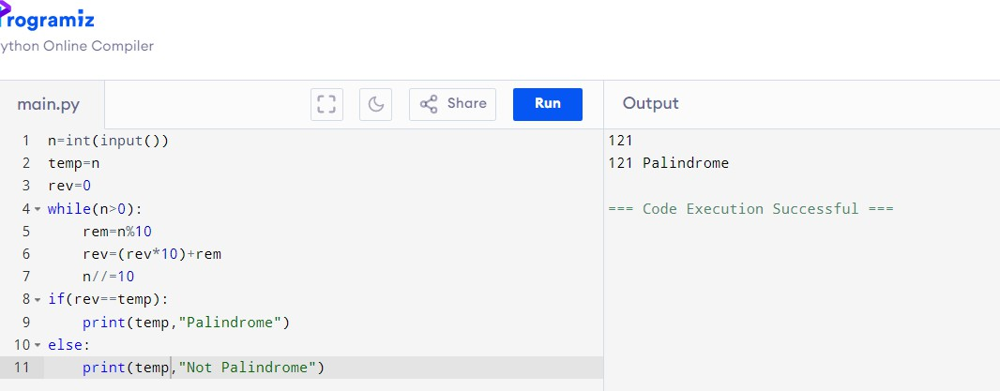 Programiz
ython Online Compiler
main.py
Share
Run
Output
1 n=int(input())
2 temp=n
3 rev=0
4 while(n>0):
5     rem=n%10
6     rev=(rev*10)+rem
7     n//=10
8 if(rev==temp):
9     print(temp,"Palindrome")
10 else:
11     print(temp,"Not Palindrome")
121
121 Palindrome
=== Code Execution Successful ===